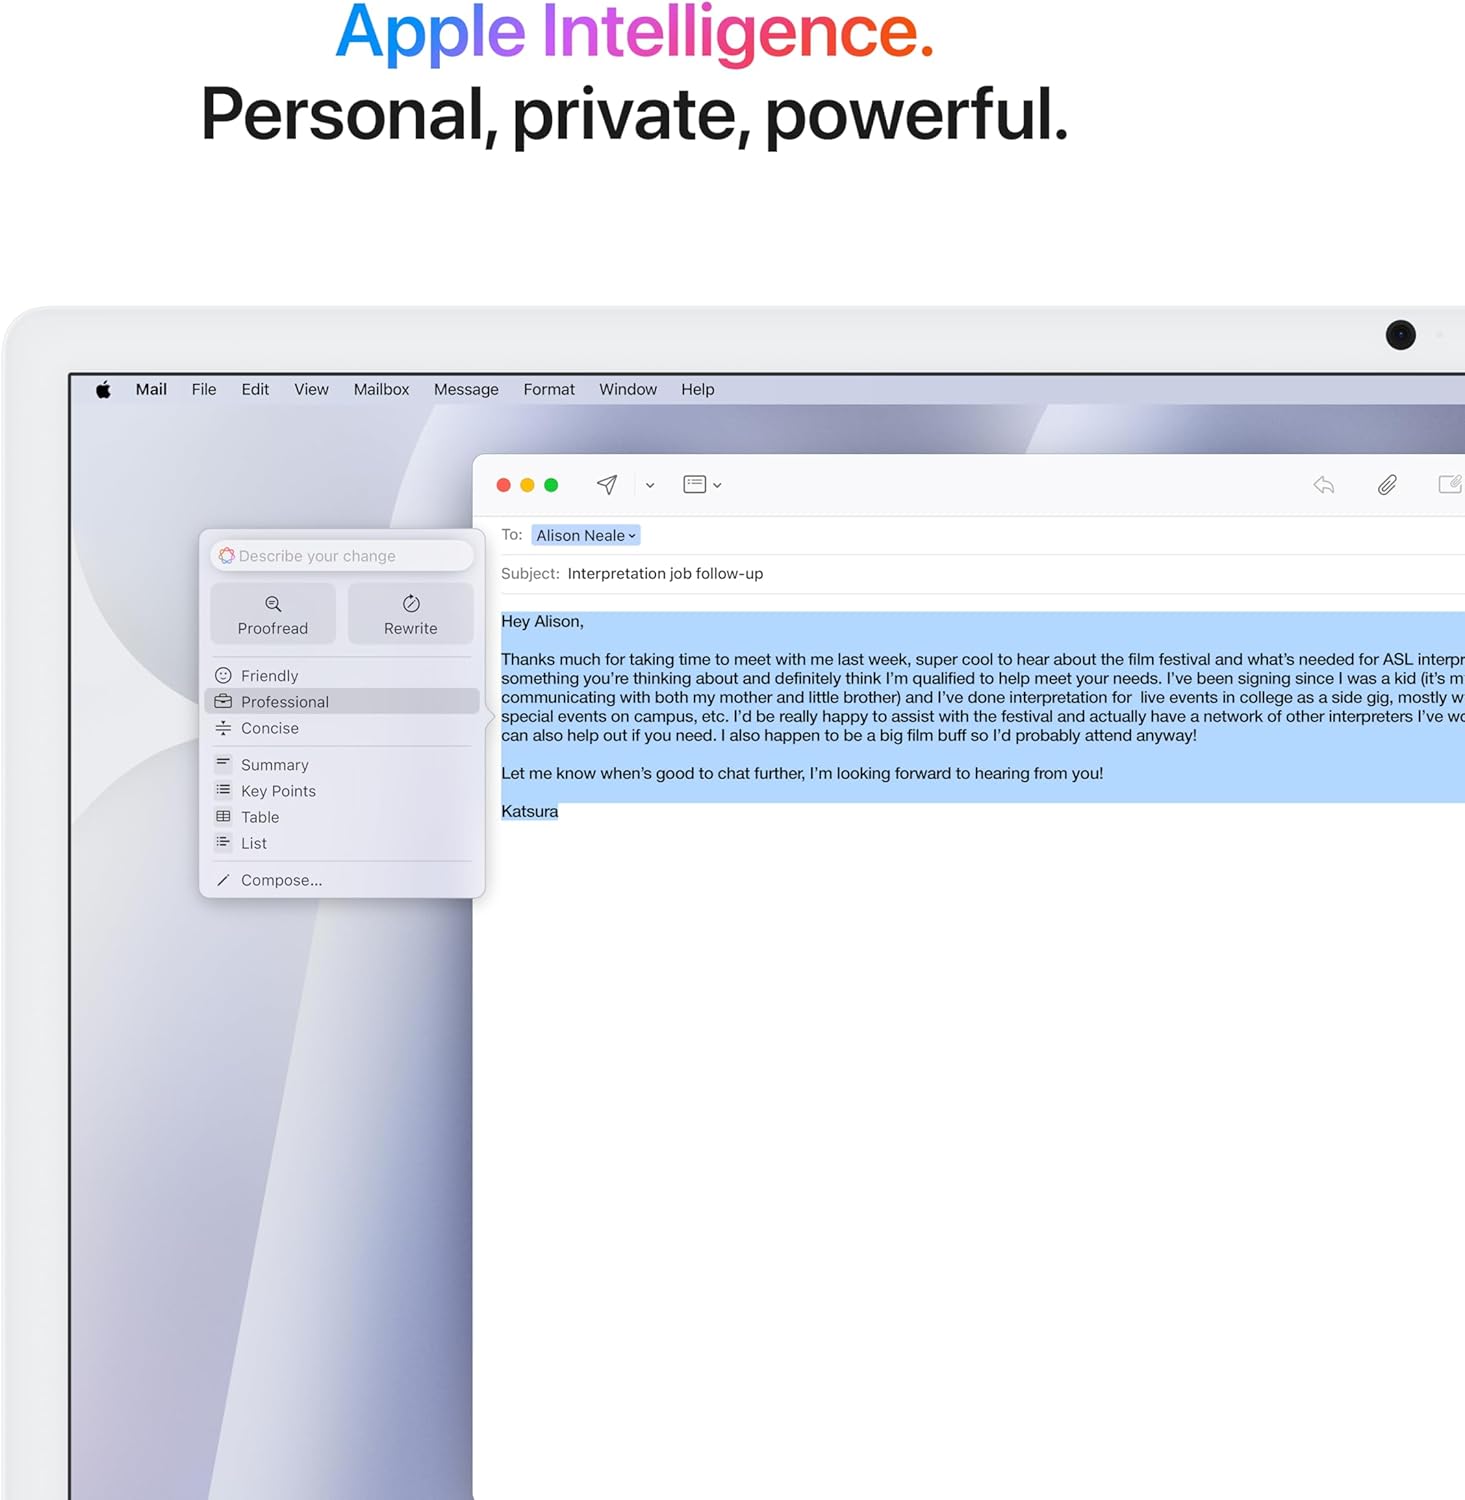 Apple Intelligence.
Personal, private, powerful.
Mail File Edit View Mailbox Message Format Window Help
To: Alison Neale
Subject: Interpretation job follow-up
Describe your change
Proofread Rewrite
Friendly
Professional
Concise
Summary
Key Points
Table
List
Compose...
Hey Alison,
Thanks much for taking time to meet with me last week, super cool to hear about the film festival and what’s needed for ASL
something you’re thinking about and definitely think I’m qualified to help meet your needs. I’ve been signing since I was a kid (it’s
communicating with both my mother and little brother) and I’ve done interpretation for live events in college as a side gig, mostly
special events on campus, etc. I’d be really happy to assist with the festival and actually have a network of other interpreters I’ve
can also help out if you need. I also happen to be a big film buff so I’d probably attend anyway!
Let me know when’s good to chat further, I’m looking forward to hearing from you!
Katsura